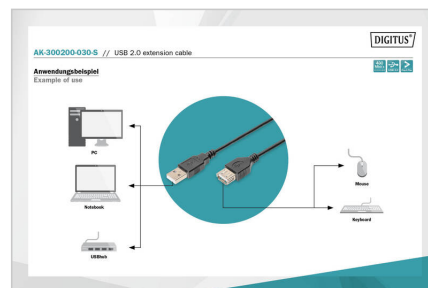 DIGITUS®
AK-300200-030-S // USB 2.0 extension cable
Anwendungsbeispiel
Example of use
PC
Notebook
USBhub
Mouse
Keyboard